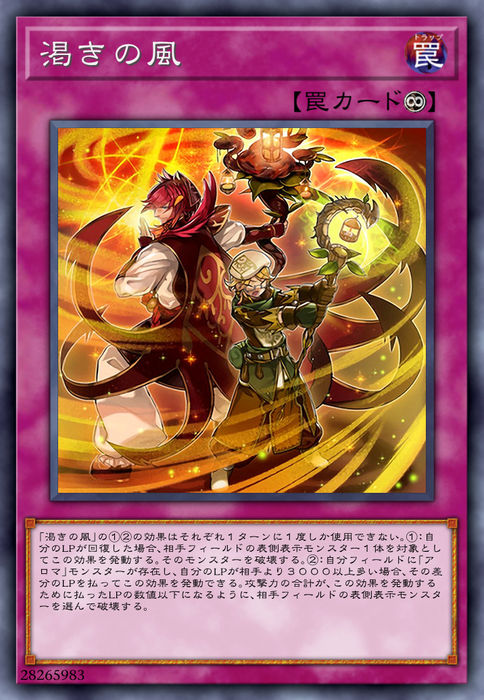 渇きの風
トラップ
罠
【罠カード】
「渇きの風」の①②の効果はそれぞれ１ターンに１度しか使用できない。①：自
分のLPが回復した場合、相手フィールドの表側表示モンスター１体を対象とし
てこの効果を発動する。そのモンスターを破壊する。②：自分フィールドに「ア
ロマ」モンスターが存在し、自分のLPが相手より３０００以上多い場合、その差
分のLPを払ってこの効果を発動できる。攻撃力の合計が、この効果を発動する
ために払ったLPの数値以下になるように、相手フィールドの表側表示モンスタ
ーを選んで破壊する。
28265983